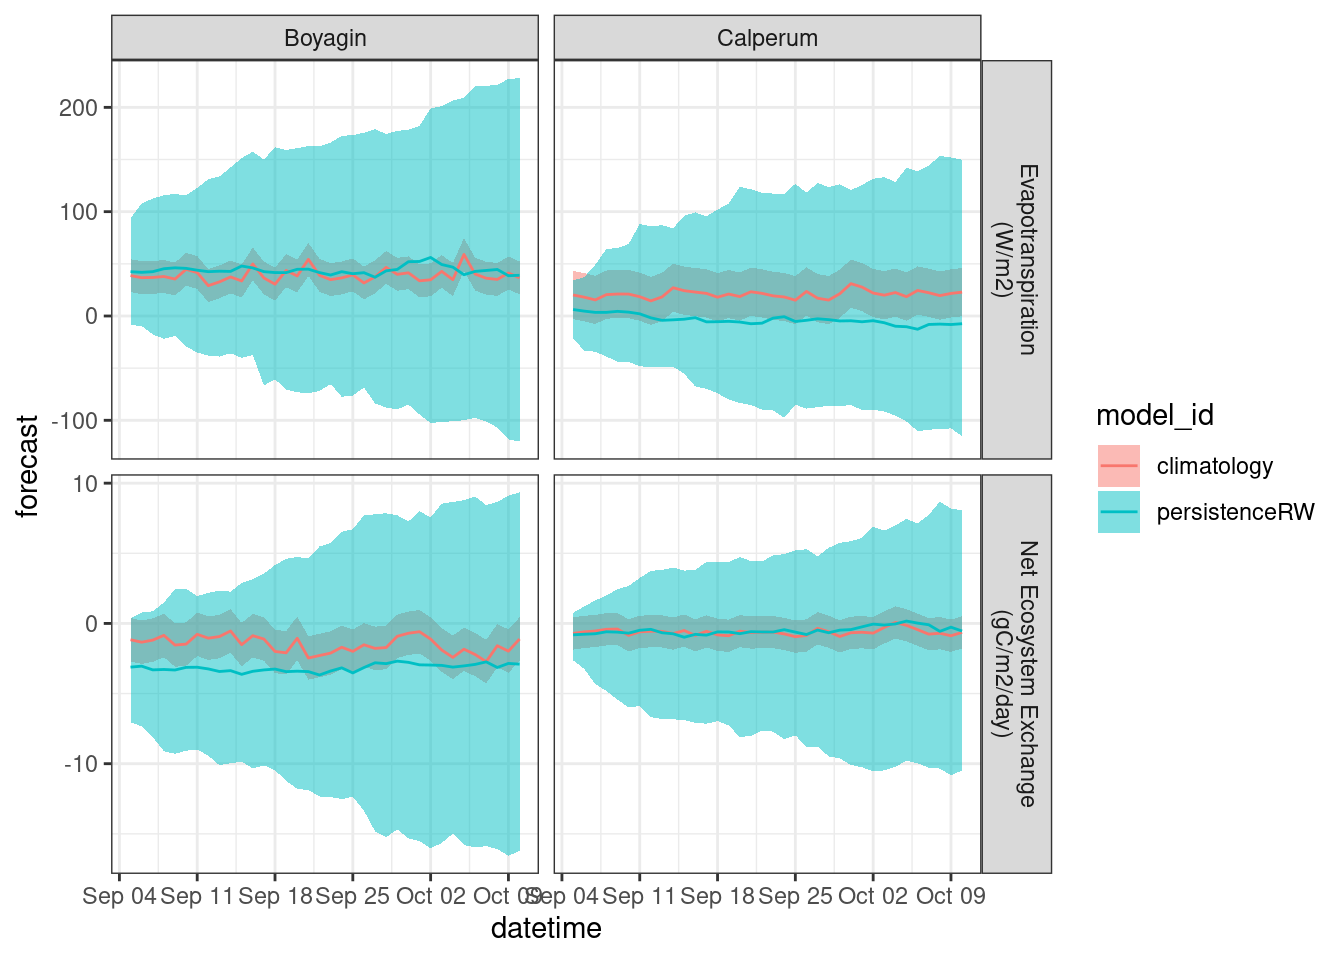 Boyagin
Calperum
200
100
0
-100
Evapotranspiration
(W/m2)
10
0
-10
Net Ecosystem Exchange
(gC/m2/day)
forecast
Sep 04 Sep 11 Sep 18 Sep 25 Oct 02 Oct 09
Sep 04 Sep 11 Sep 18 Sep 25 Oct 02 Oct 09
datetime
model_id
climatology
persistenceRW